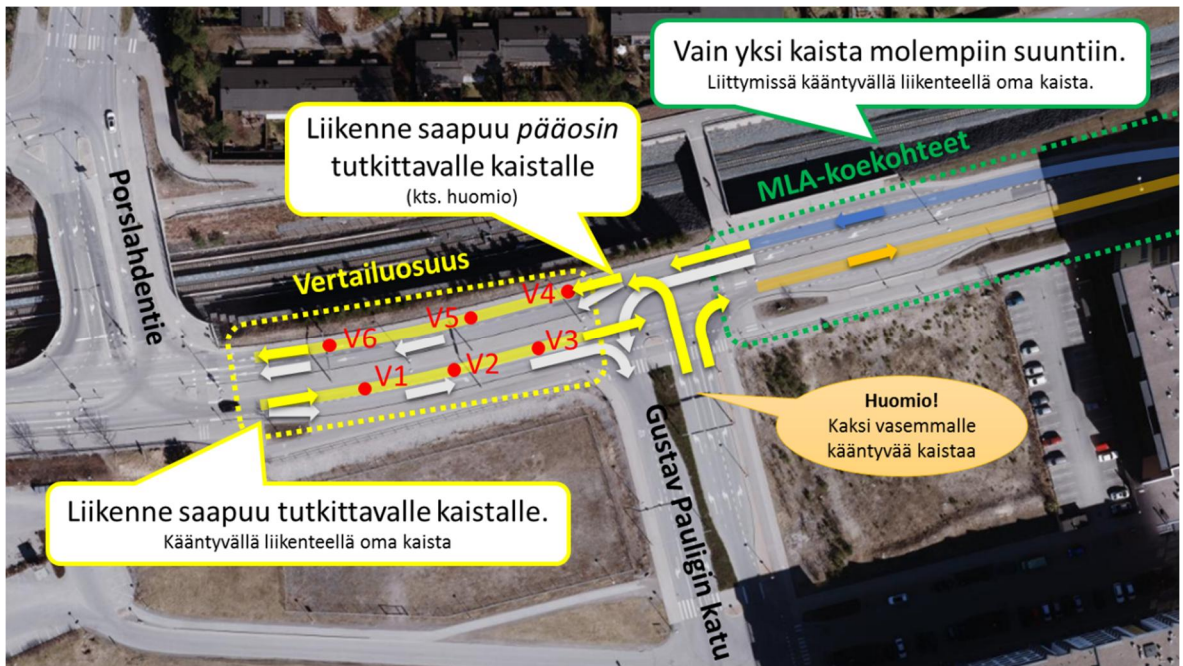 Vain yksi kaista molempiin suuntiin.
Liittymissä kääntyvällä liikenteellä oma kaista.
Liikenne saapuu pääosin
tutkittavalle kaistalle
(kts. huomio)
MLA-koekohteet
Porslahdentie
Vertailuosuus
V4
V5
V6
V3
V2
V1
Huomio!
Kaksi vasemmalle
kääntyvää kaistaa
Gustav Pauligin katu
Liikenne saapuu tutkittavalle kaistalle.
Kääntyvällä liikenteellä oma kaista